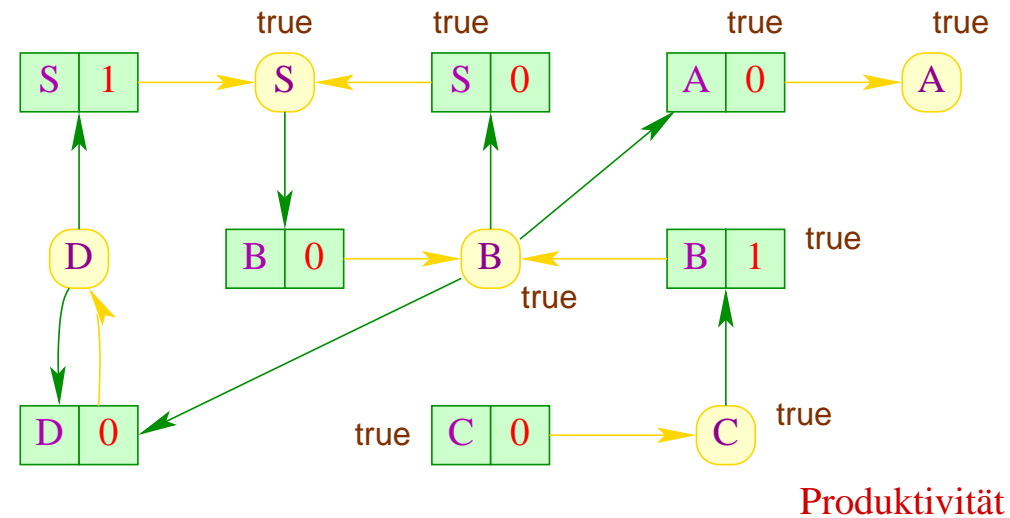 true true true true
S 1 S S 0 A 0 A
D B 0 B B 1 true
true
D 0 true C 0 C true
Produktivität